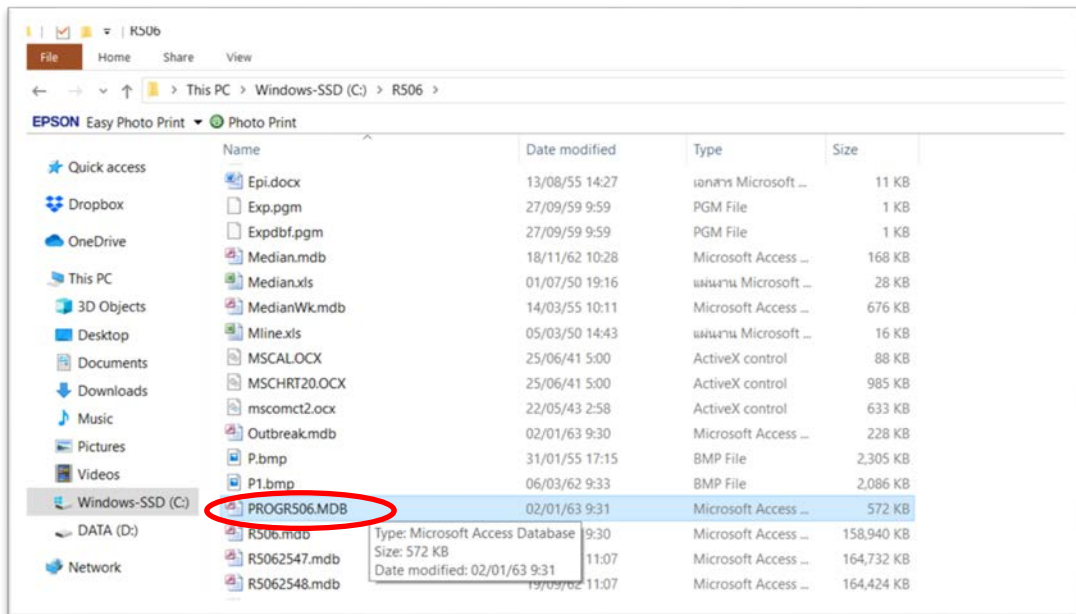 R506
File Home Share View
This PC > Windows-SSD (C:) > R506 >
EPSON Easy Photo Print Photo Print
Name Date modified Type Size
Quick access
Dropbox
OneDrive
This PC
3D Objects
Desktop
Documents
Downloads
Music
Pictures
Videos
Windows-SSD (C:)
DATA (D:)
Network
Epi.docx 13/08/55 14:27 เอกสาร Microsoft ... 11 KB
Exp.pgm 27/09/59 9:59 PGM File 1 KB
Expdbf.pgm 27/09/59 9:59 PGM File 1 KB
Median.mdb 18/11/62 10:28 Microsoft Access ... 168 KB
Median.xls 01/07/50 19:16 แผ่นงาน Microsoft ... 28 KB
MedianWk.mdb 14/03/55 10:11 Microsoft Access ... 676 KB
Mline.xls 05/03/50 14:43 แผ่นงาน Microsoft ... 16 KB
MSCAL.OCX 25/06/41 5:00 ActiveX control 88 KB
MSCHRT20.OCX 25/06/41 5:00 ActiveX control 985 KB
mscomct2.ocx 22/05/43 2:58 ActiveX control 633 KB
Outbreak.mdb 02/01/63 9:30 Microsoft Access ... 228 KB
P.bmp 31/01/55 17:15 BMP File 2,305 KB
P1.bmp 06/03/62 9:33 BMP File 2,086 KB
PROGR506.MDB 02/01/63 9:31 Microsoft Access ... 572 KB
R506.mdb 9:30 Microsoft Access ... 158,940 KB
R5062547.mdb 11:07 Microsoft Access ... 164,732 KB
R5062548.mdb 19/09/62 11:07 Microsoft Access ... 164,424 KB
Type: Microsoft Access Database
Size: 572 KB
Date modified: 02/01/63 9:31